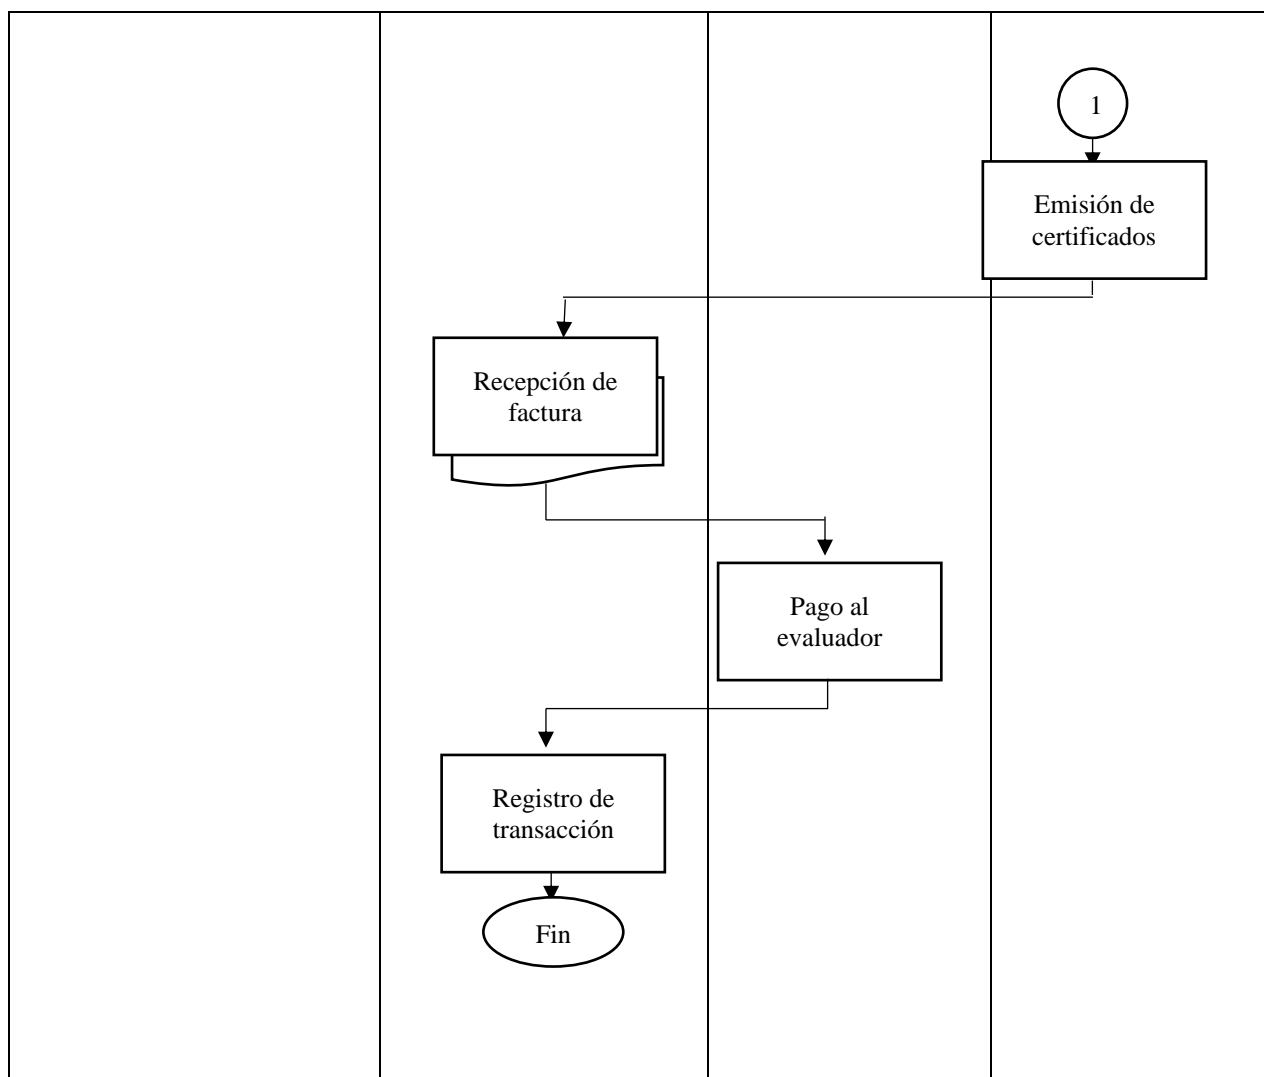 1
Emisión de
certificados
Recepción de
factura
Pago al
evaluador
Registro de
transacción
Fin